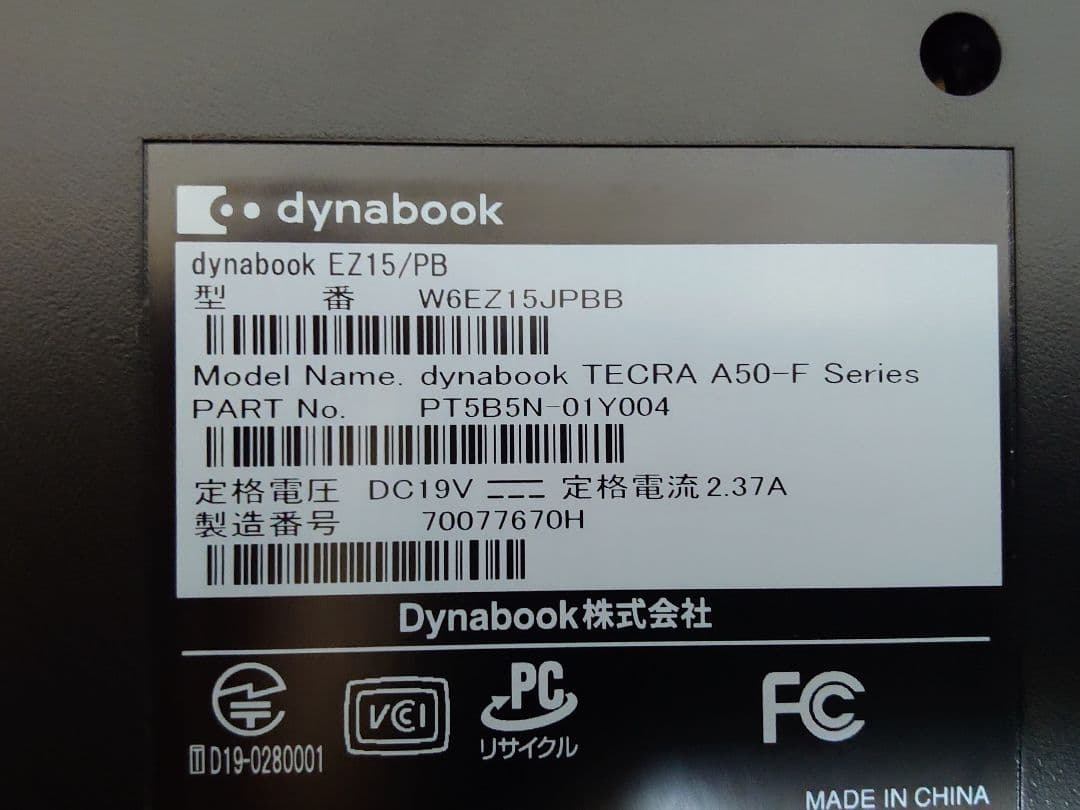 dynabook
dynabook EZ15/PB
型 番 W6EZ15JPBB
Model Name. dynabook TECRA A50-F Series
PART No. PT5B5N-01Y004
定格電圧 DC19V 定格電流2.37A
製造番号 70077670H
Dynabook株式会社
VCCI
PC
リサイクル
FC
T D19-0280001
MADE IN CHINA